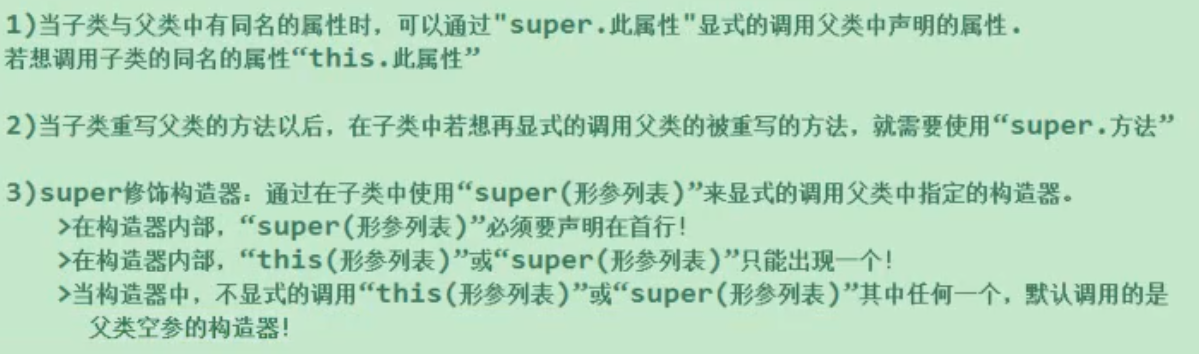 1)当子类与父类中有同名的属性时，可以通过"super.此属性"显式的调用父类中声明的属性.
若想调用子类的同名的属性“this.此属性”
2)当子类重写父类的方法以后，在子类中若想再显式的调用父类的被重写的方法，就需要使用“super.方法”
3)super修饰构造器：通过在子类中使用“super(形参列表)”来显式的调用父类中指定的构造器。
>在构造器内部，“super(形参列表)”必须要声明在首行！
>在构造器内部，“this(形参列表)”或“super(形参列表)”只能出现一个！
>当构造器中，不显式的调用“this(形参列表)”或“super(形参列表)”其中任何一个，默认调用的是
父类空参的构造器！